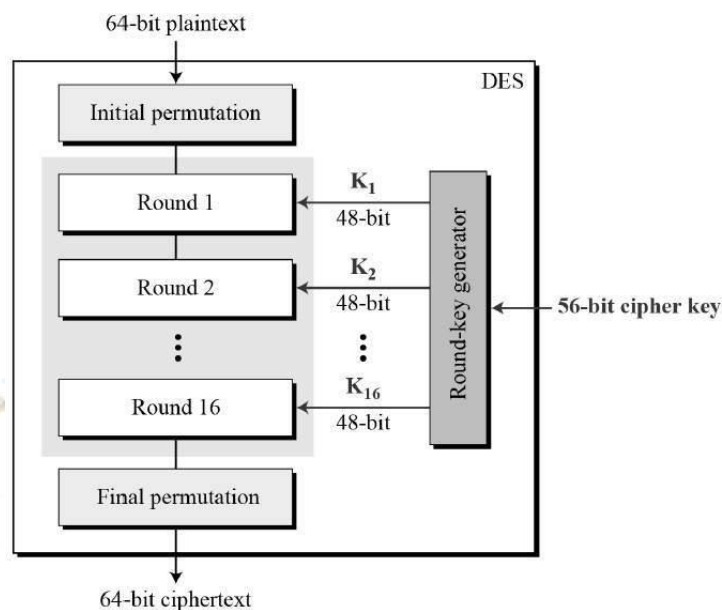 64-bit plaintext
DES
Initial permutation
Round 1
K1
48-bit
Round 2
K2
48-bit
Round 16
K16
48-bit
Round-key generator
56-bit cipher key
Final permutation
64-bit ciphertext